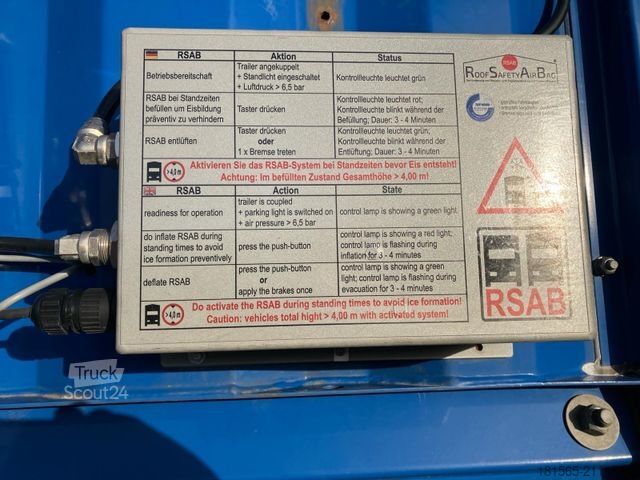 RSAB Aktion Status
Trailer angekuppelt
Betriebsbereitschaft + Standlicht eingeschaltet Kontrollleuchte leuchtet grün
+ Luftdruck > 6,5 bar
RSAB bei Standzeiten Kontrollleuchte leuchtet rot;
befüllen um Eisbildung Taster drücken Kontrollleuchte blinkt während der
präventiv zu verhindern Befüllung; Dauer: 3 - 4 Minuten
Taster drücken Kontrollleuchte leuchtet grün;
RSAB entlüften oder Kontrollleuchte blinkt während der
1 x Bremse treten Entlüftung; Dauer: 3 - 4 Minuten
>4,0 m
Aktivieren Sie das RSAB-System bei Standzeiten bevor Eis entsteht!
Achtung: Im befüllten Zustand Gesamthöhe > 4,00 m!
RSAB Action State
trailer is coupled
readiness for operation + parking light is switched on control lamp is showing a green light
+ air pressure > 6,5 bar
do inflate RSAB during control lamp is showing a red light;
standing times to avoid press the push-button control lamp is flashing during
ice formation preventively inflation for 3 - 4 minutes
press the push-button control lamp is showing a green
deflate RSAB or light; control lamp is flashing during
apply the brakes once evacuation for 3 - 4 minutes
>4,0 m
Do activate the RSAB during standing times to avoid ice formation!
Caution: vehicles total hight > 4,00 m with activated system!
RSAB
ROOFSAFETYAIRBAG
RSAB
Truck
Scout24
181565-21